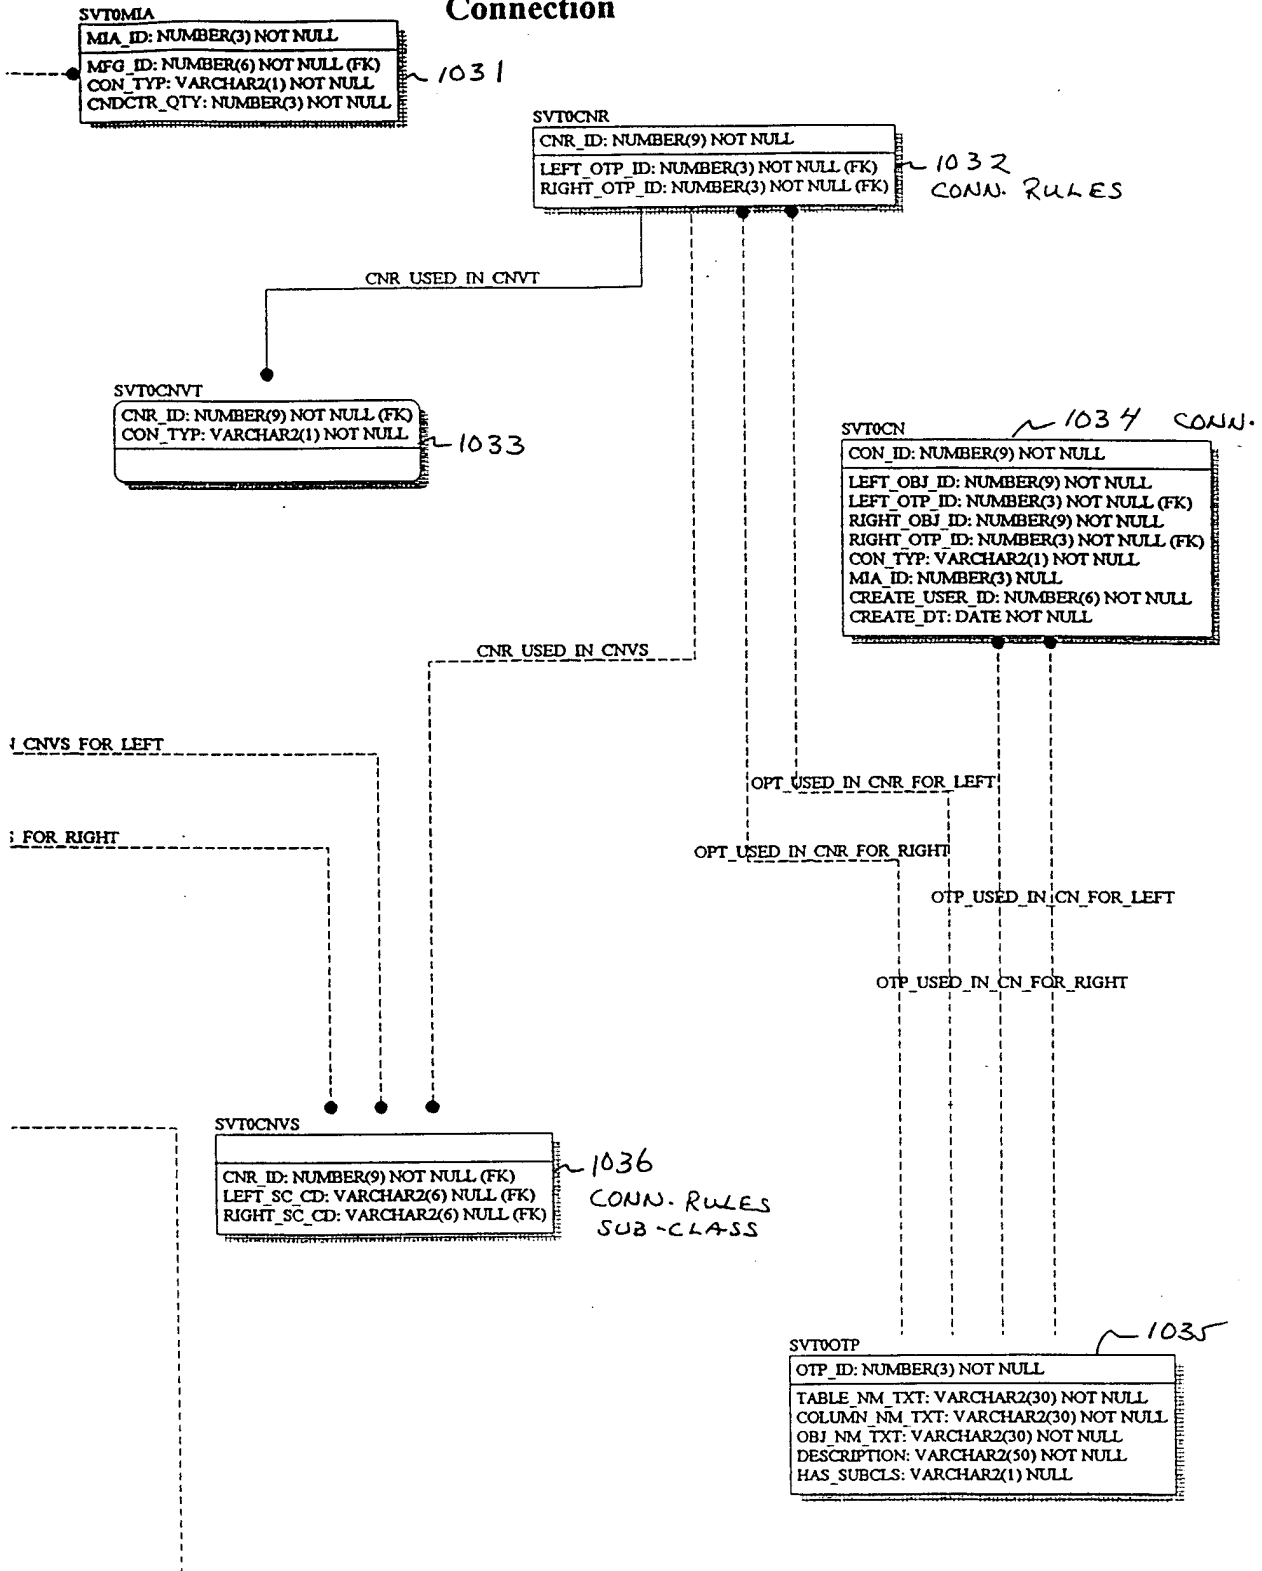 Connection
SVT0MIA
MIA_ID: NUMBER(3) NOT NULL
MFG_ID: NUMBER(6) NOT NULL (FK)
CON_TYP: VARCHAR2(1) NOT NULL
CNDCTR_QTY: NUMBER(3) NOT NULL
1031
SVT0CNR
CNR_ID: NUMBER(9) NOT NULL
LEFT_OTP_ID: NUMBER(3) NOT NULL (FK)
RIGHT_OTP_ID: NUMBER(3) NOT NULL (FK)
1032
CONN. RULES
CNR_USED_IN_CNVT
SVT0CNVT
CNR_ID: NUMBER(9) NOT NULL (FK)
CON_TYP: VARCHAR2(1) NOT NULL
1033
1034 CONN.
SVT0CN
CON_ID: NUMBER(9) NOT NULL
LEFT_OBJ_ID: NUMBER(9) NOT NULL
LEFT_OTP_ID: NUMBER(3) NOT NULL (FK)
RIGHT_OBJ_ID: NUMBER(9) NOT NULL
RIGHT_OTP_ID: NUMBER(3) NOT NULL (FK)
CON_TYP: VARCHAR2(1) NOT NULL
MIA_ID: NUMBER(3) NULL
CREATE_USER_ID: NUMBER(6) NOT NULL
CREATE_DT: DATE NOT NULL
CNR_USED_IN_CNVS
CNVS_FOR_LEFT
FOR_RIGHT
OPT_USED_IN_CNR_FOR_LEFT
OPT_USED_IN_CNR_FOR_RIGHT
OTP_USED_IN_CN_FOR_LEFT
OTP_USED_IN_CN_FOR_RIGHT
SVT0CNVS
CNR_ID: NUMBER(9) NOT NULL (FK)
LEFT_SC_CD: VARCHAR2(6) NULL (FK)
RIGHT_SC_CD: VARCHAR2(6) NULL (FK)
1036
CONN. RULES
SUB-CLASS
1035
SVT0OTP
OTP_ID: NUMBER(3) NOT NULL
TABLE_NM_TXT: VARCHAR2(30) NOT NULL
COLUMN_NM_TXT: VARCHAR2(30) NOT NULL
OBJ_NM_TXT: VARCHAR2(30) NOT NULL
DESCRIPTION: VARCHAR2(50) NOT NULL
HAS_SUBCLS: VARCHAR2(1) NULL